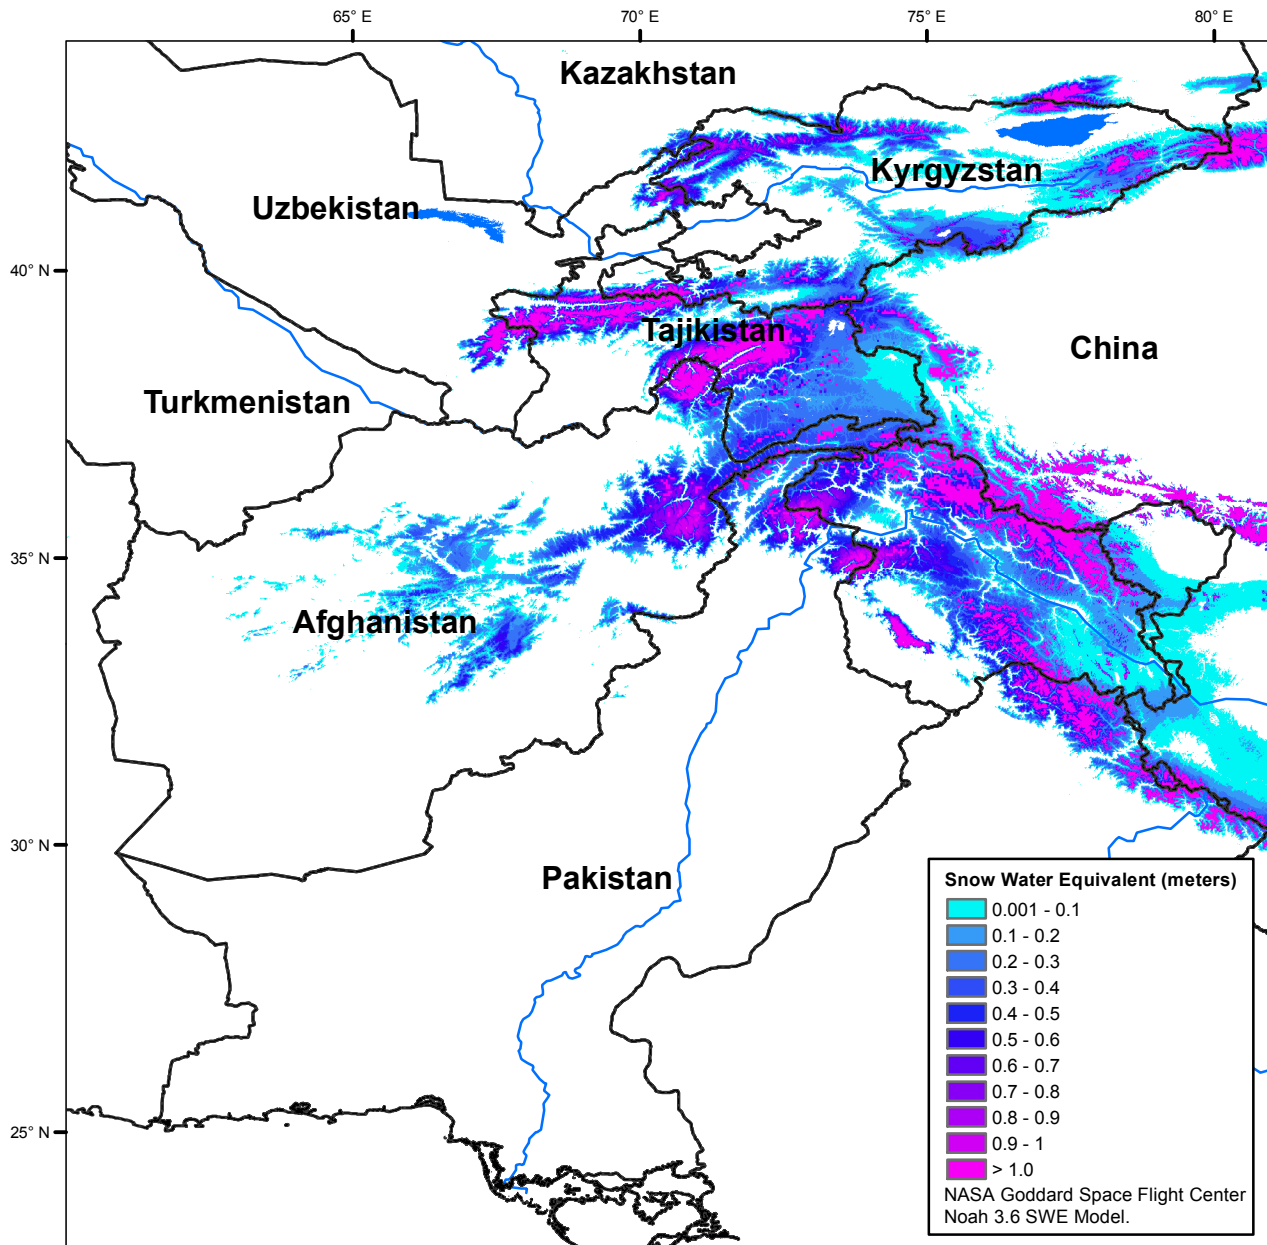 65° E
70° E
75° E
80° E
Kazakhstan
Kyrgyzstan
Uzbekistan
40° N
Tajikistan
China
Turkmenistan
35° N
Afghanistan
30° N
Pakistan
25° N
Snow Water Equivalent (meters)
0.001 - 0.1
0.1 - 0.2
0.2 - 0.3
0.3 - 0.4
0.4 - 0.5
0.5 - 0.6
0.6 - 0.7
0.7 - 0.8
0.8 - 0.9
0.9 - 1
> 1.0
NASA Goddard Space Flight Center
Noah 3.6 SWE Model.